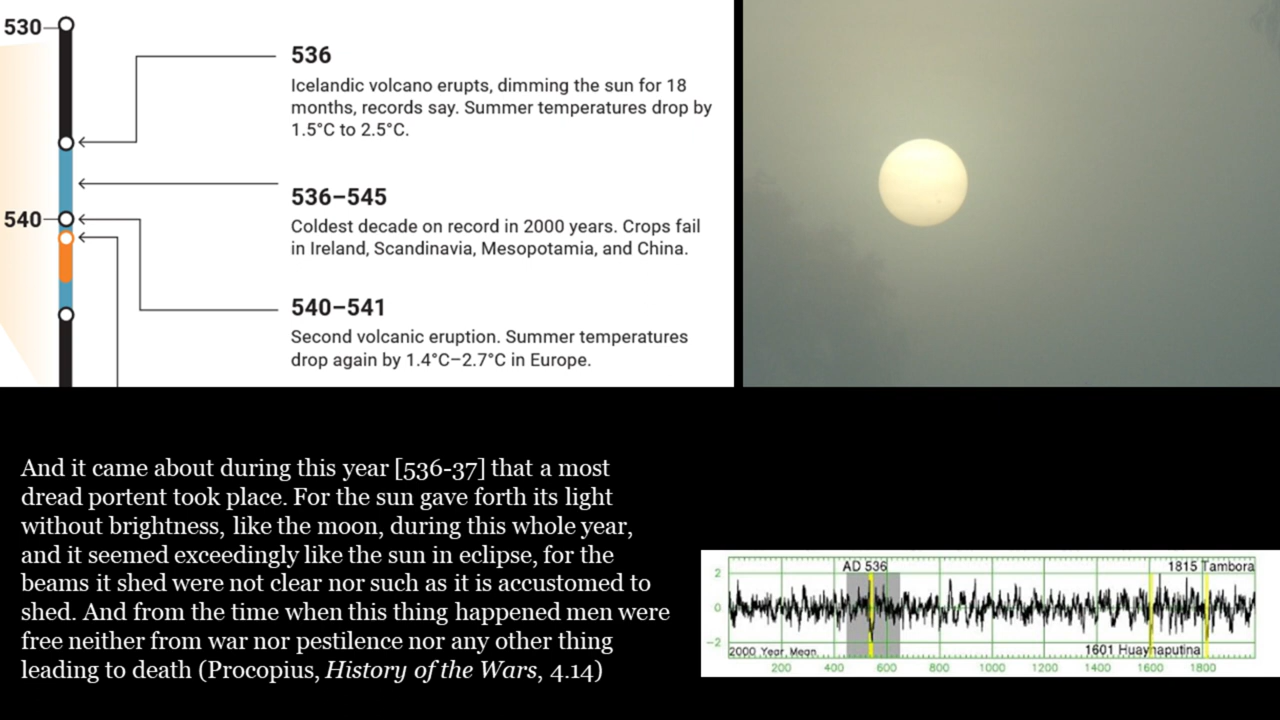 530
536
Icelandic volcano erupts, dimming the sun for 18
months, records say. Summer temperatures drop by
1.5°C to 2.5°C.
536–545
Coldest decade on record in 2000 years. Crops fail
in Ireland, Scandinavia, Mesopotamia, and China.
540
540–541
Second volcanic eruption. Summer temperatures
drop again by 1.4°C–2.7°C in Europe.
And it came about during this year [536-37] that a most
dread portent took place. For the sun gave forth its light
without brightness, like the moon, during this whole year,
and it seemed exceedingly like the sun in eclipse, for the
beams it shed were not clear nor such as it is accustomed to
shed. And from the time when this thing happened men were
free neither from war nor pestilence nor any other thing
leading to death (Procopius, History of the Wars, 4.14)
AD 536 1815 Tambora
2
0
-2
2000 Year Mean 1601 Huaynaputina
200 400 600 800 1000 1200 1400 1600 1800